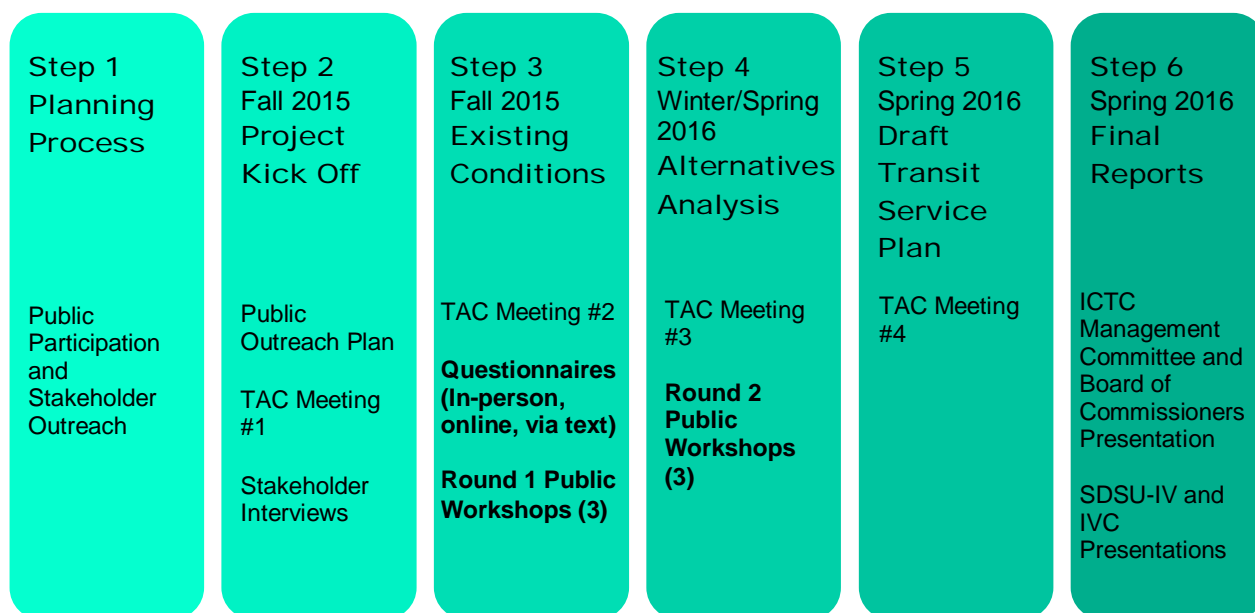 Step 1
Planning
Process
Public
Participation
and
Stakeholder
Outreach
Step 2
Fall 2015
Project
Kick Off
Public
Outreach Plan
TAC Meeting
#1
Stakeholder
Interviews
Step 3
Fall 2015
Existing
Conditions
TAC Meeting #2
Questionnaires
(In-person,
online, via text)
Round 1 Public
Workshops (3)
Step 4
Winter/Spring
2016
Alternatives
Analysis
TAC Meeting
#3
Round 2
Public
Workshops
(3)
Step 5
Spring 2016
Draft
Transit
Service
Plan
TAC Meeting
#4
Step 6
Spring 2016
Final
Reports
ICTC
Management
Committee and
Board of
Commissioners
Presentation
SDSU-IV and
IVC
Presentations